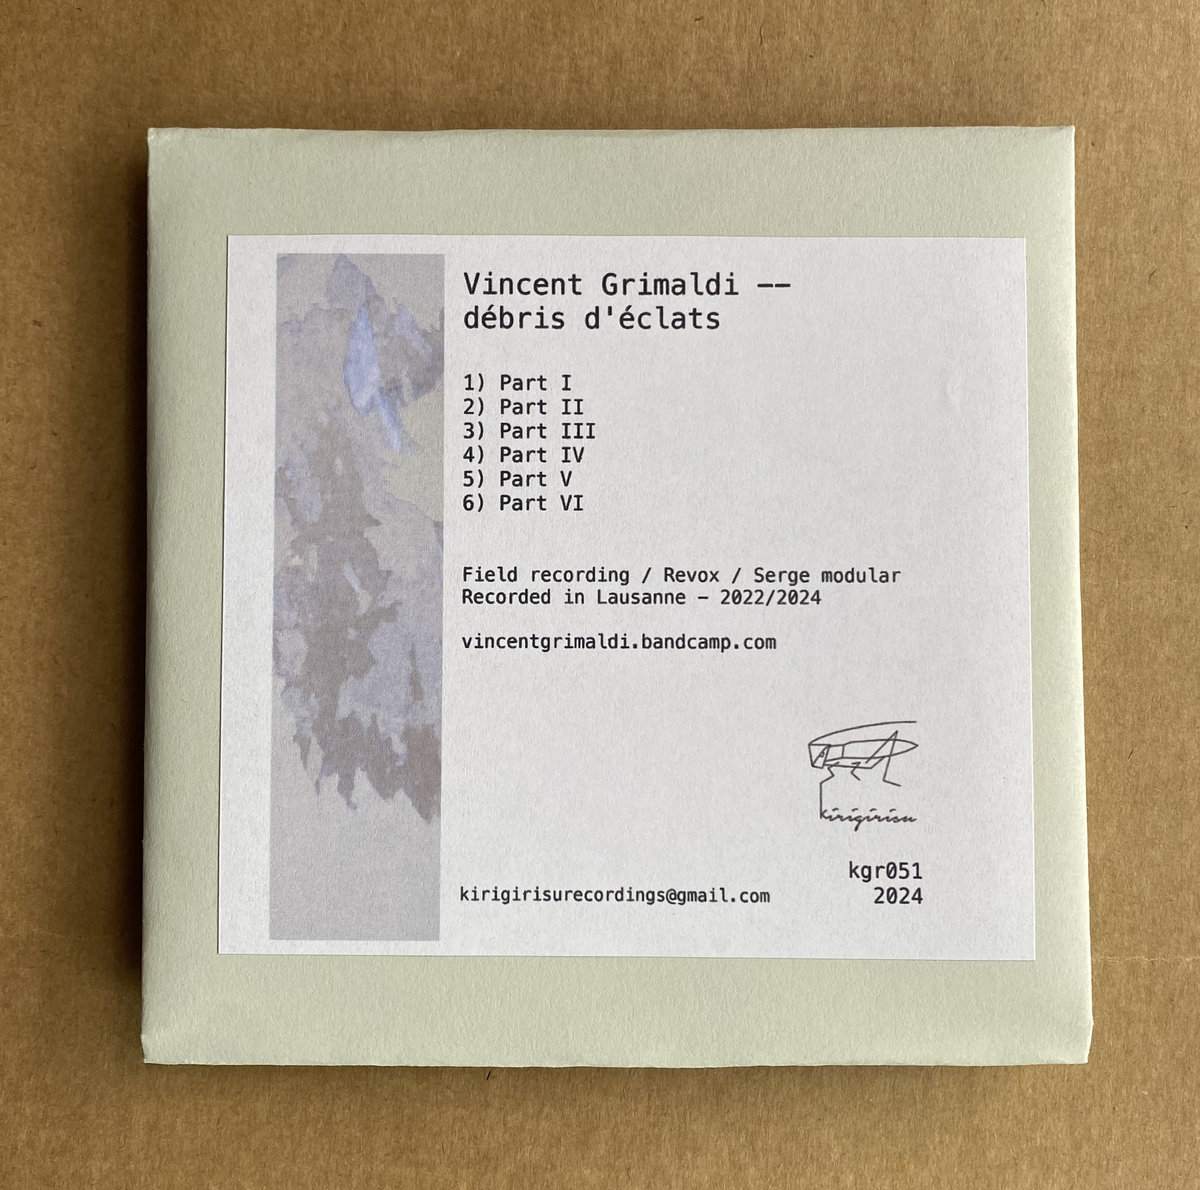 Vincent Grimaldi --
débris d'éclats
1) Part I
2) Part II
3) Part III
4) Part IV
5) Part V
6) Part VI
Field recording / Revox / Serge modular
Recorded in Lausanne - 2022/2024
vincentgrimaldi.bandcamp.com
kirigirisu
kgr051
kirigirisurecordings@gmail.com 2024